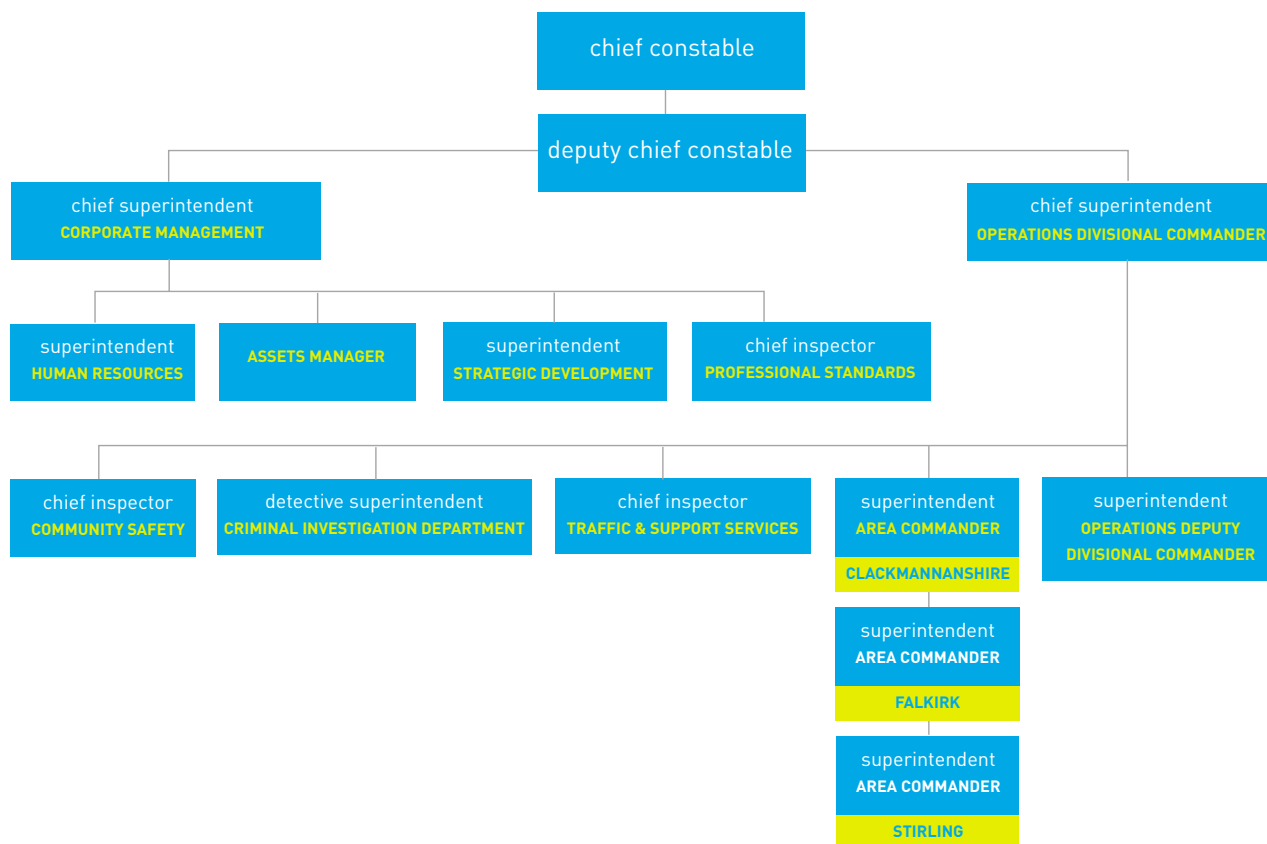 chief constable
deputy chief constable
chief superintendent
CORPORATE MANAGEMENT
chief superintendent
OPERATIONS DIVISIONAL COMMANDER
superintendent
HUMAN RESOURCES
ASSETS MANAGER
superintendent
STRATEGIC DEVELOPMENT
chief inspector
PROFESSIONAL STANDARDS
chief inspector
COMMUNITY SAFETY
detective superintendent
CRIMINAL INVESTIGATION DEPARTMENT
chief inspector
TRAFFIC & SUPPORT SERVICES
superintendent
AREA COMMANDER
CLACKMANNANSHIRE
superintendent
AREA COMMANDER
FALKIRK
superintendent
AREA COMMANDER
STIRLING
superintendent
OPERATIONS DEPUTY
DIVISIONAL COMMANDER